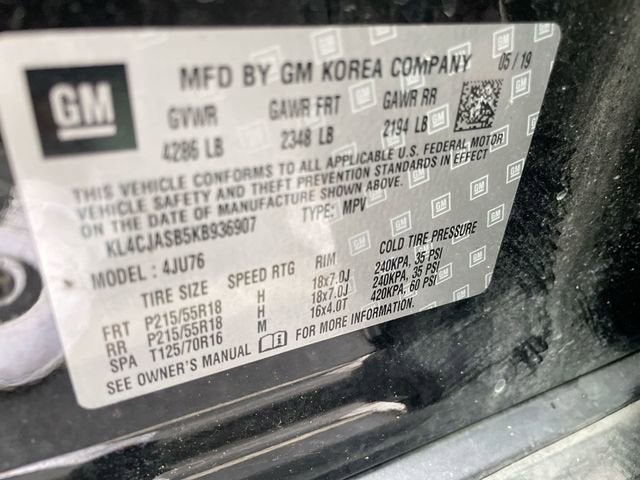 GM
MFD BY GM KOREA COMPANY 05/19
GVWR GAWR FRT GAWR RR
4286 LB 2348 LB 2194 LB
THIS VEHICLE CONFORMS TO ALL APPLICABLE U.S. FEDERAL MOTOR
VEHICLE SAFETY AND THEFT PREVENTION STANDARDS IN EFFECT
ON THE DATE OF MANUFACTURE SHOWN ABOVE.
KL4CJASB5KB936907 TYPE: MPV
MODEL: 4JU76
TIRE SIZE SPEED RTG RIM COLD TIRE PRESSURE
FRT P215/55R18 H 18x7.0J 240KPA, 35 PSI
RR P215/55R18 H 18x7.0J 240KPA, 35 PSI
SPA T125/70R16 M 16x4.0T 420KPA, 60 PSI
SEE OWNER'S MANUAL FOR MORE INFORMATION.